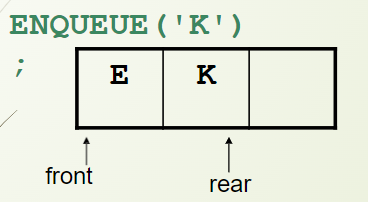 ENQUEUE('K')
;
E K
front
rear